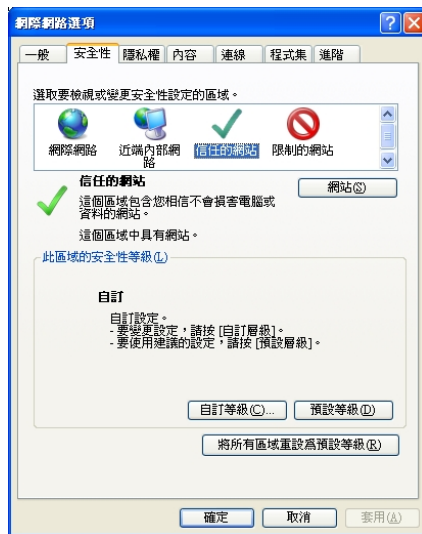 網際網路選項
一般 安全性 隱私權 內容 連線 程式集 進階
選取要檢視或變更安全性設定的區域。
網際網路 近端內部網路 信任的網站 限制的網站
信任的網站
網站(S)
這個區域包含您相信不會損害電腦或
資料的網站。
這個區域中具有網站。
此區域的安全性等級(L)
自訂
自訂設定。
- 要變更設定，請按 [自訂層級]。
- 要使用建議的設定，請按 [預設層級]。
自訂等級(C)... 預設等級(D)
將所有區域重設為預設等級(R)
確定 取消 套用(A)